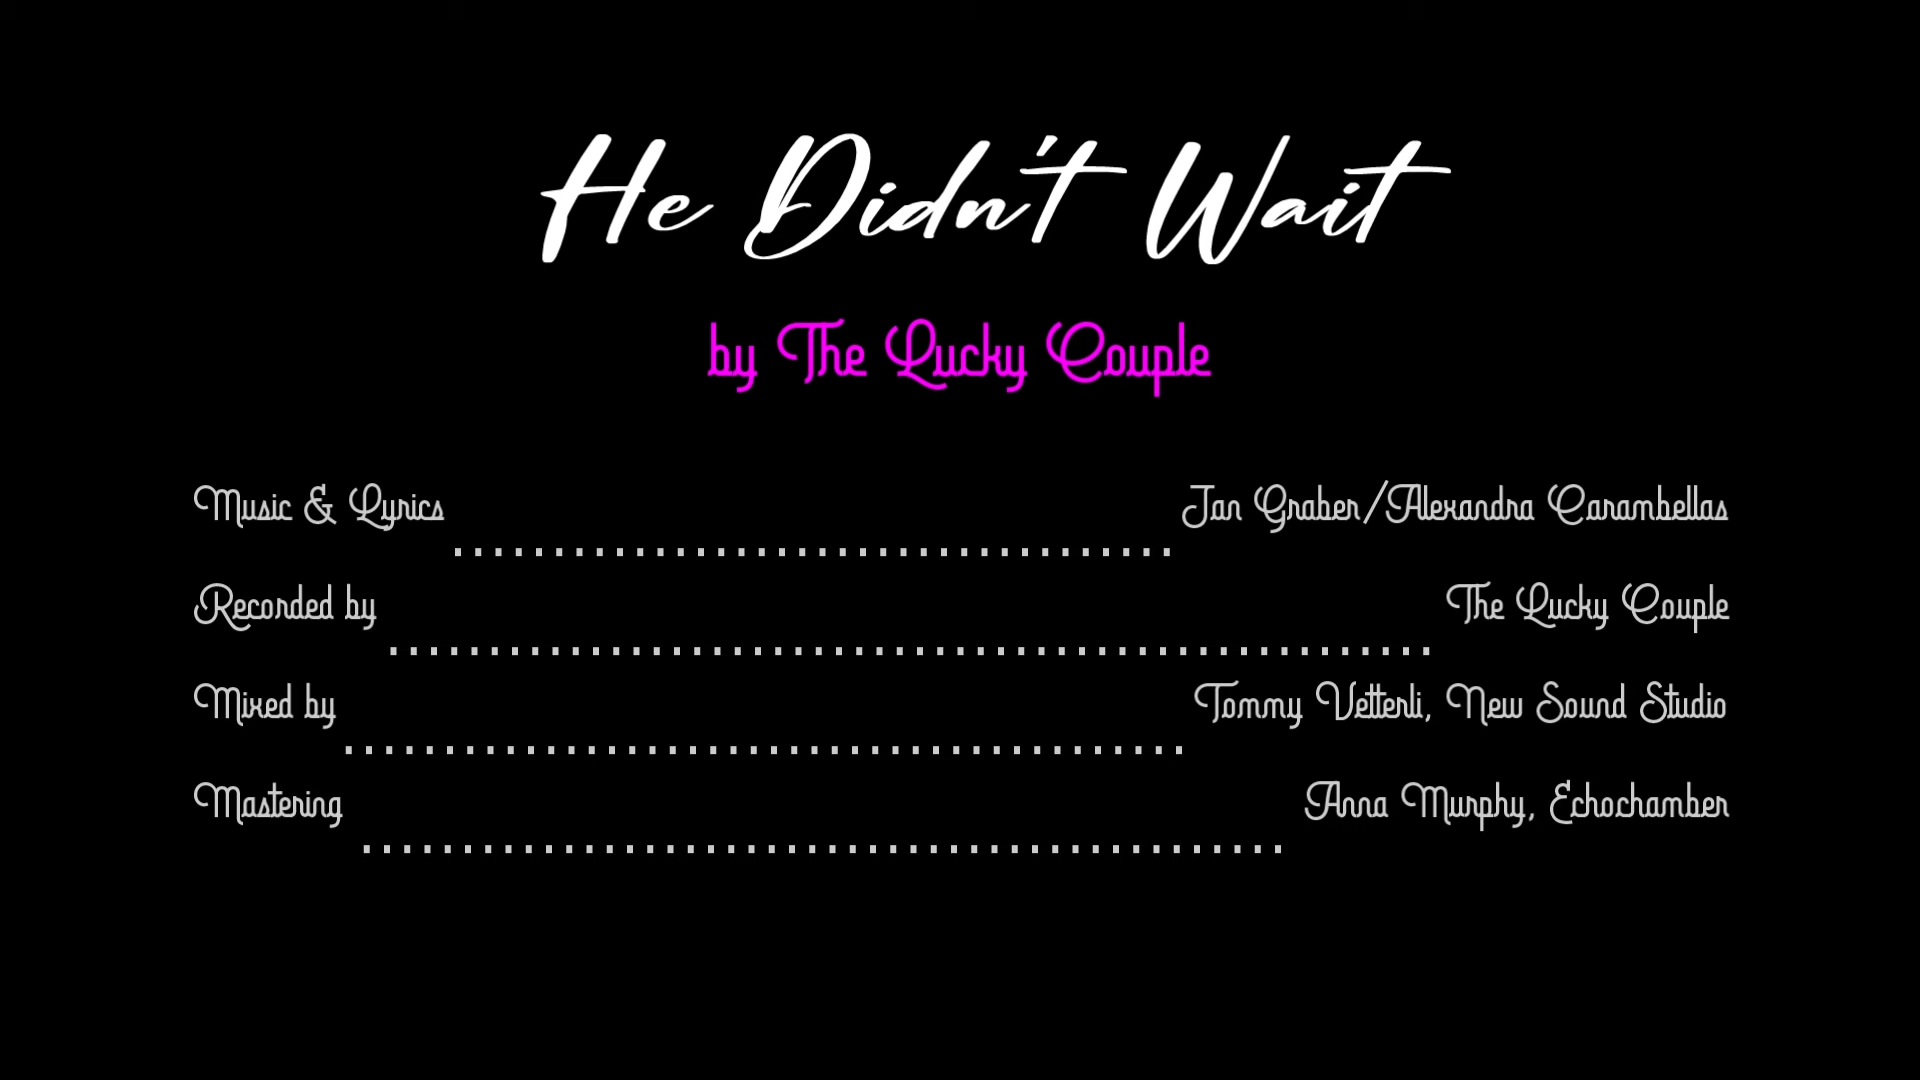 He Didn't Wait
by The Lucky Couple
Music & Lyrics .................................... Jan Graber/Alexandra Carambellas
Recorded by .................................................... The Lucky Couple
Mixed by .......................................... Tommy Vetterli, New Sound Studio
Mastering .............................................. Anna Murphy, Echochamber